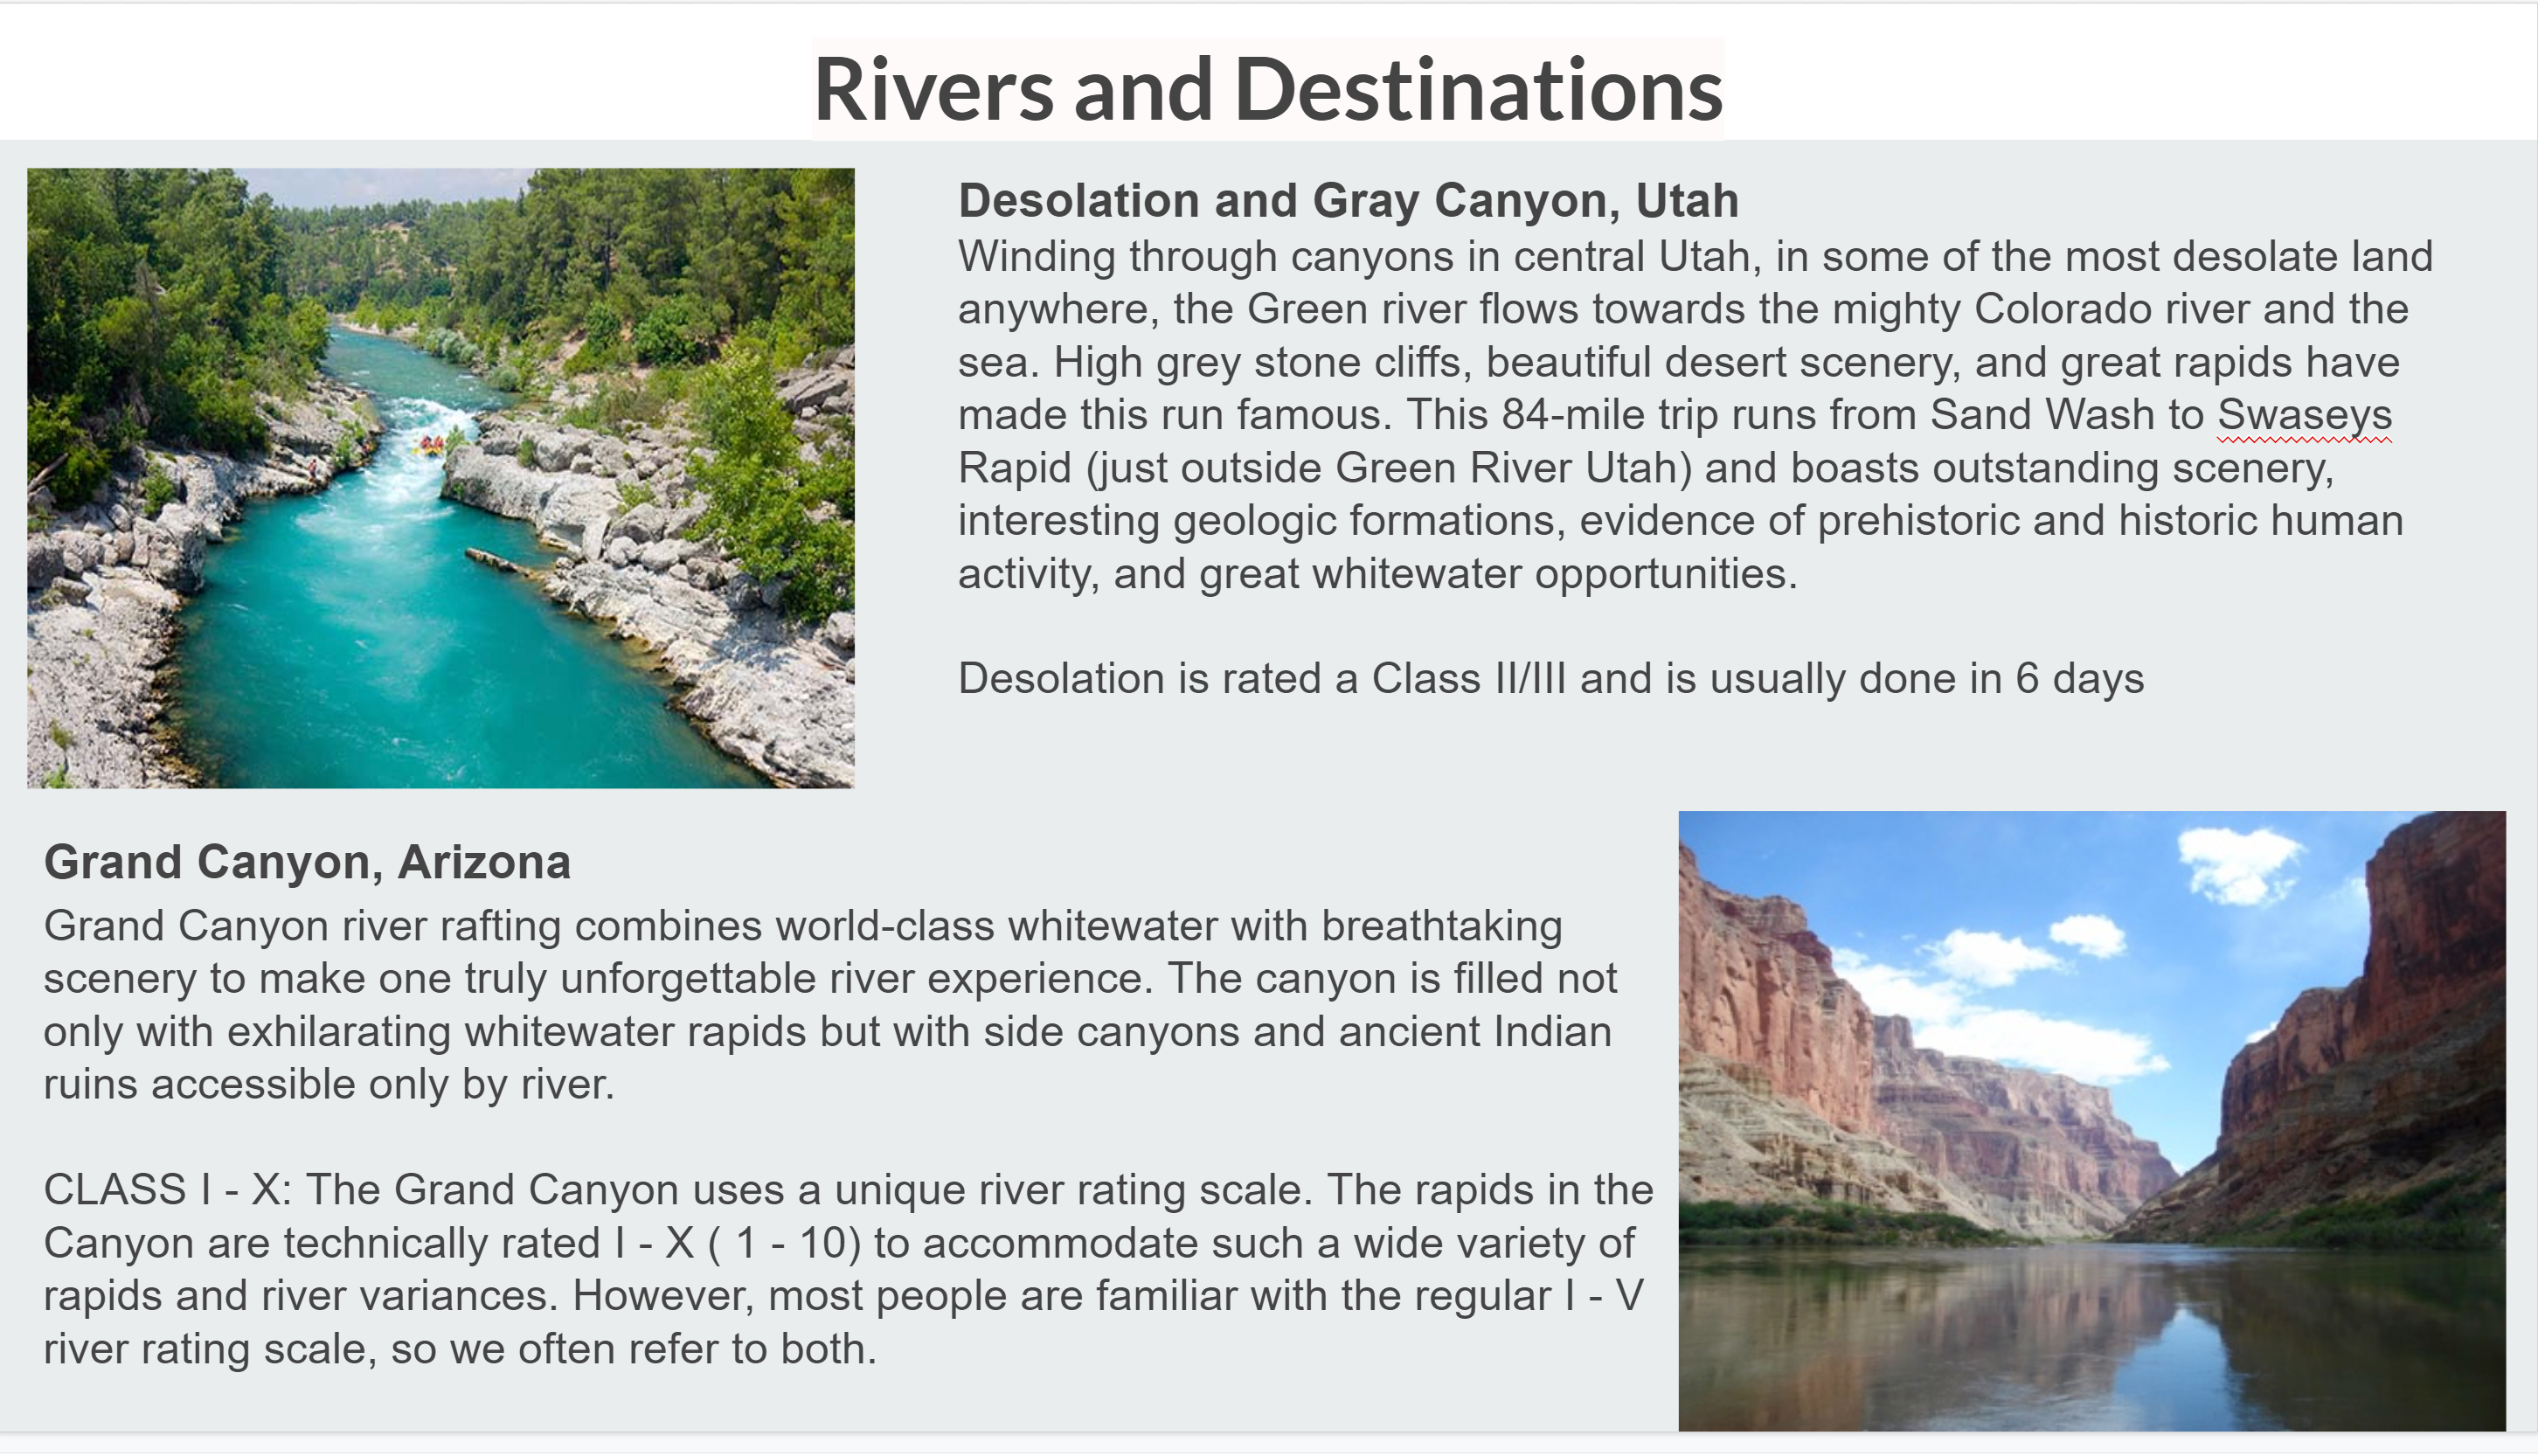 Rivers and Destinations
Desolation and Gray Canyon, Utah
Winding through canyons in central Utah, in some of the most desolate land
anywhere, the Green river flows towards the mighty Colorado river and the
sea. High grey stone cliffs, beautiful desert scenery, and great rapids have
made this run famous. This 84-mile trip runs from Sand Wash to Swaseys
Rapid (just outside Green River Utah) and boasts outstanding scenery,
interesting geologic formations, evidence of prehistoric and historic human
activity, and great whitewater opportunities.
Desolation is rated a Class II/III and is usually done in 6 days
Grand Canyon, Arizona
Grand Canyon river rafting combines world-class whitewater with breathtaking
scenery to make one truly unforgettable river experience. The canyon is filled not
only with exhilarating whitewater rapids but with side canyons and ancient Indian
ruins accessible only by river.
CLASS I - X: The Grand Canyon uses a unique river rating scale. The rapids in the
Canyon are technically rated I - X ( 1 - 10) to accommodate such a wide variety of
rapids and river variances. However, most people are familiar with the regular I - V
river rating scale, so we often refer to both.